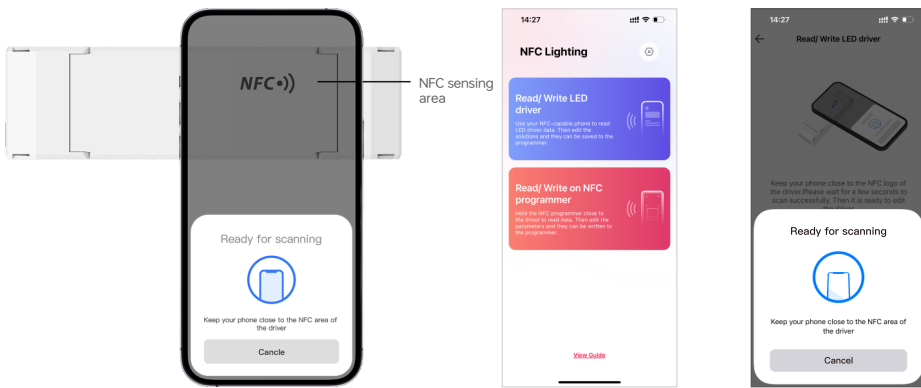 NFC
NFC sensing
area
Ready for scanning
Keep your phone close to the NFC area of
the driver
Cancle
14:27
NFC Lighting
Read/ Write LED
driver
Use your NFC-capable phone to read
LED driver data. Then edit the
solutions and they can be saved to the
programmer.
Read/ Write on NFC
programmer
Hold the NFC programmer close to
the driver to read data. Then edit the
parameters and they can be written to
the programmer.
View Guide
14:27
Read/ Write LED driver
Keep your phone close to the NFC logo of
the driver.Please wait for a few seconds to
scan successfully. Then it is ready to edit
the driver
Ready for scanning
Keep your phone close to the NFC area of
the driver
Cancel